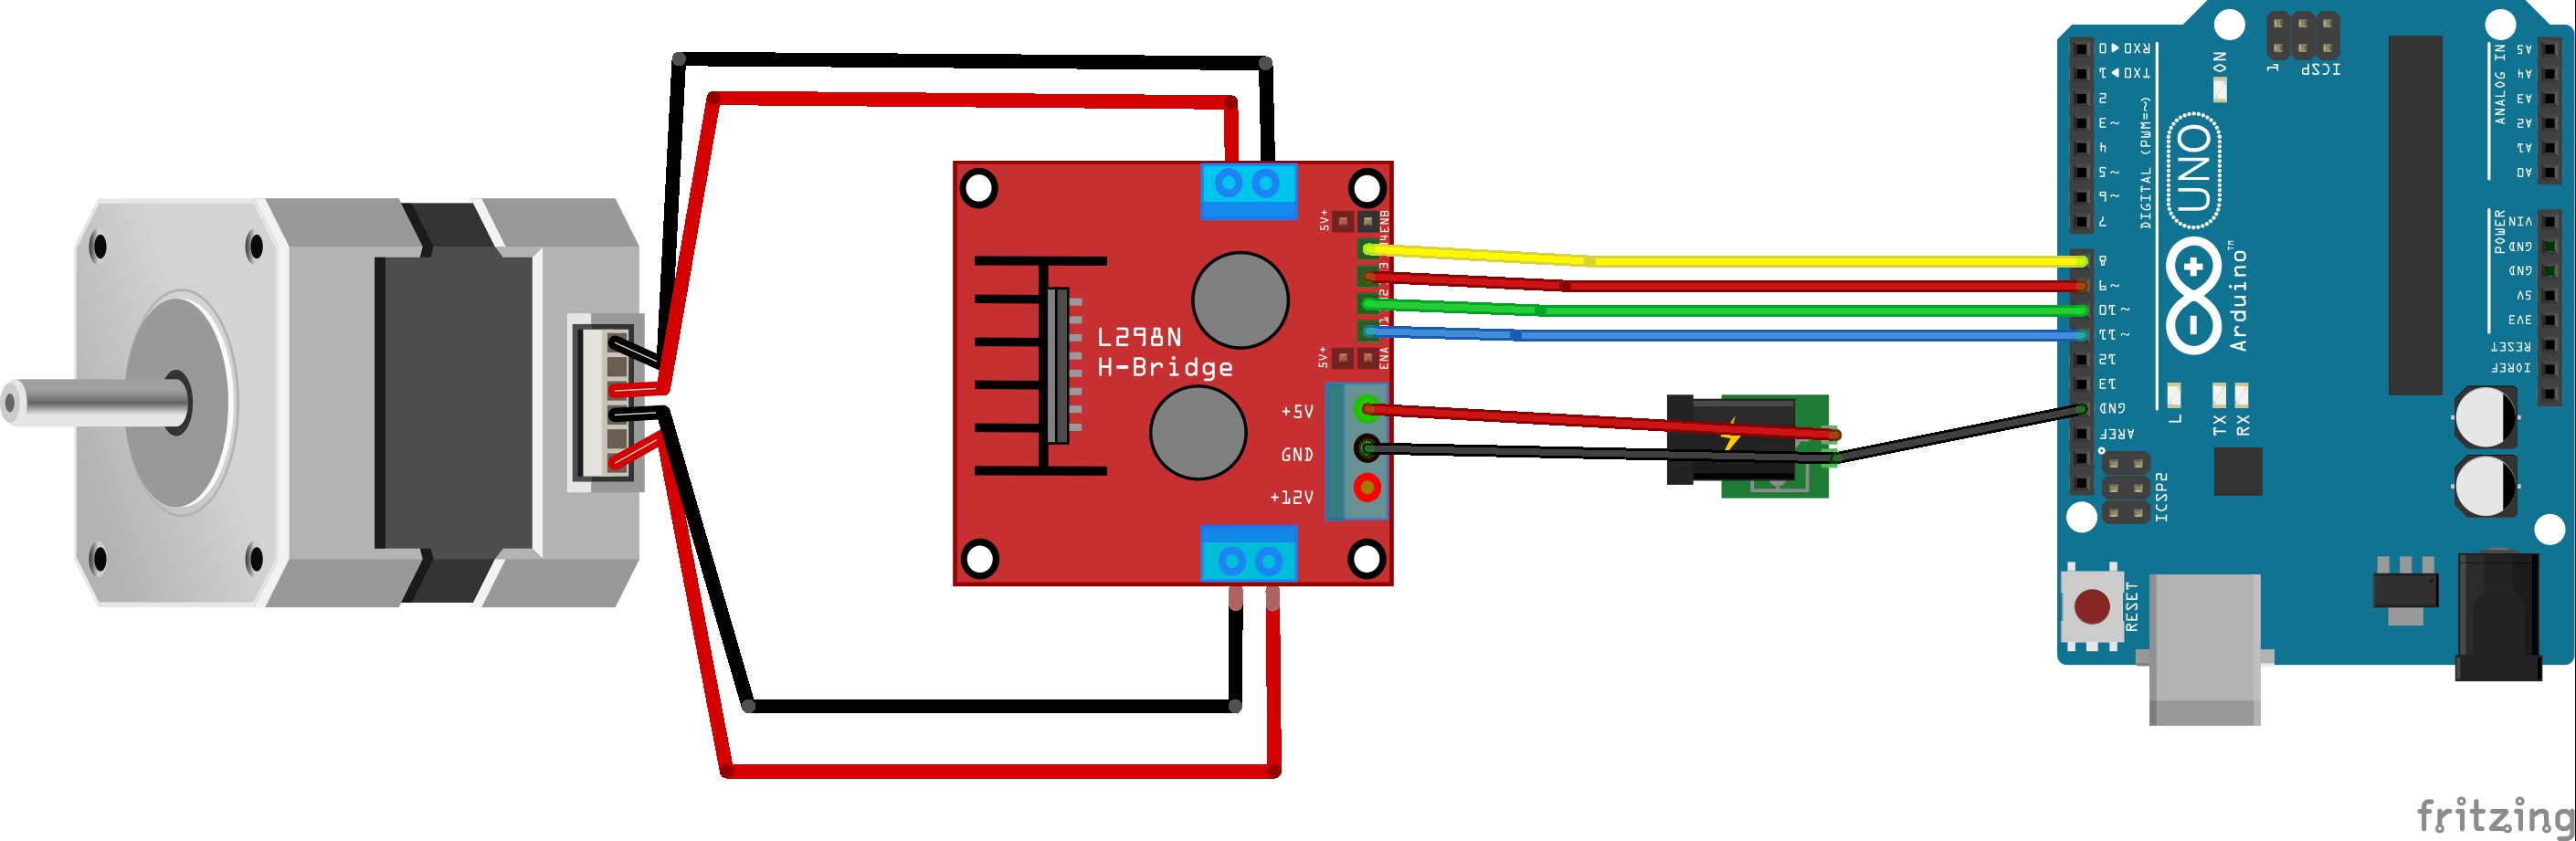 5V+
ENB
4
3
2
1
5V+
ENA
L298N
H-Bridge
+5V
GND
+12V
RXD ◀ 0
TXD ▶ 1
2
~3
4
~5
~6
7
8
~9
~10
~11
12
13
GND
AREF
DIGITAL (PWM=~)
UNO
Arduino™
ON
1
ICSP
L
TX
RX
ICSP2
RESET
ANALOG IN
A5
A4
A3
A2
A1
A0
POWER
VIN
GND
GND
5V
3V3
RESET
IOREF
fritzing